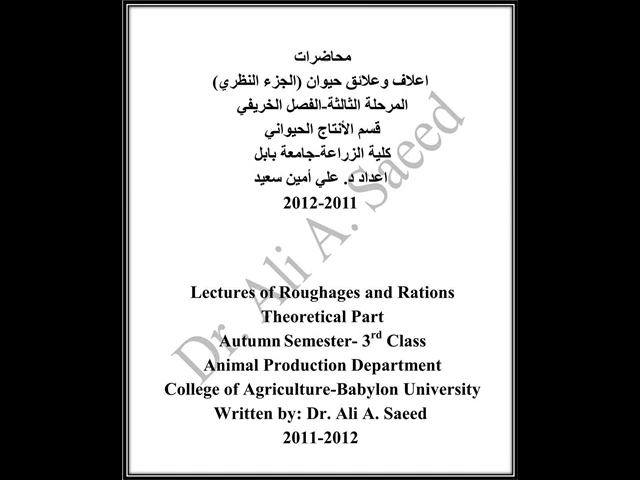 محاضرات
اعلاف وعلائق حيوان (الجزء النظري)
المرحلة الثالثة-الفصل الخريفي
قسم الأنتاج الحيواني
كلية الزراعة-جامعة بابل
اعداد د. علي أمين سعيد
2012-2011
Dr. Ali A. Saeed
Lectures of Roughages and Rations
Theoretical Part
Autumn Semester- 3rd Class
Animal Production Department
College of Agriculture-Babylon University
Written by: Dr. Ali A. Saeed
2011-2012